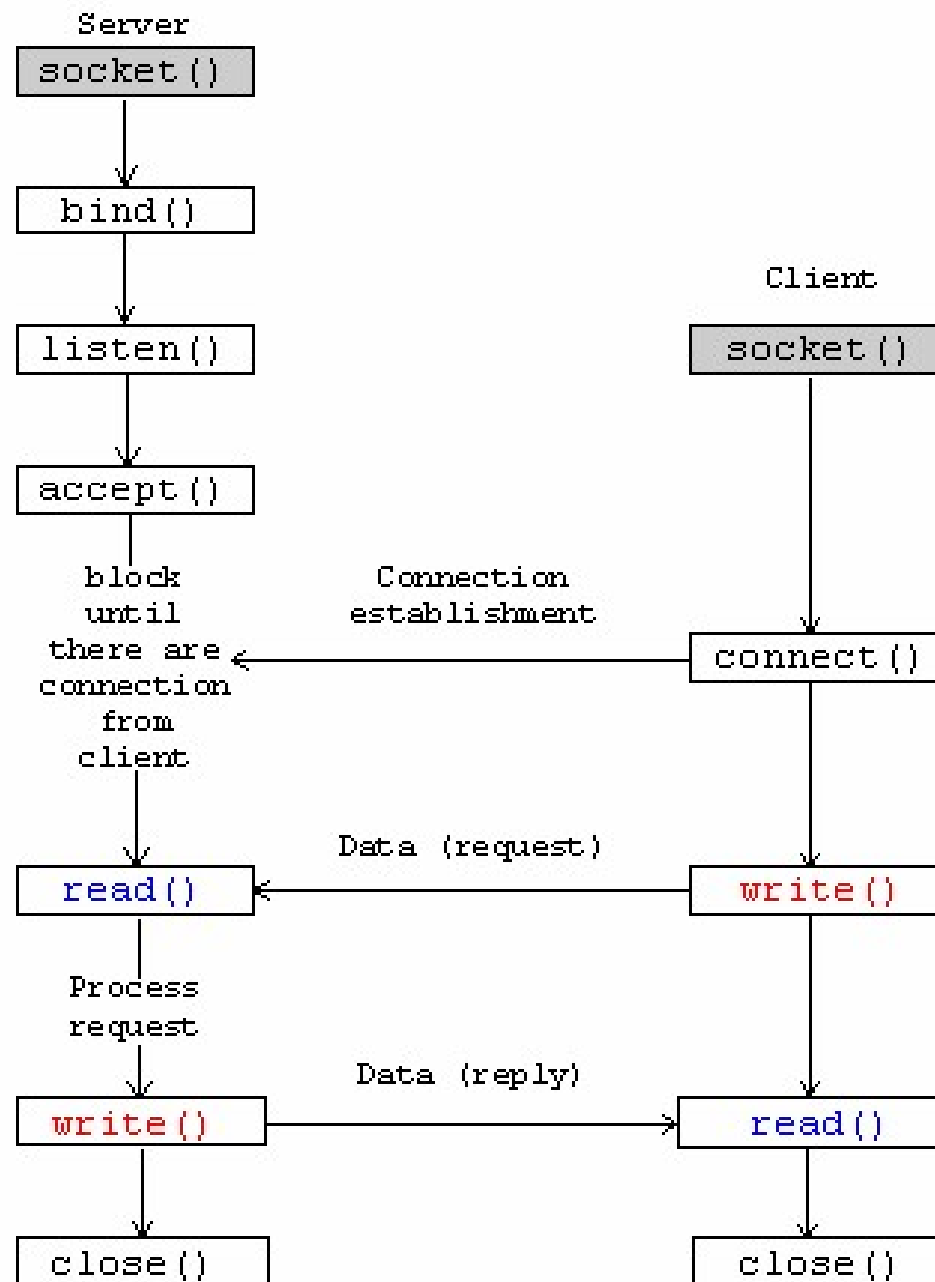 Server
socket()
bind()
listen()
accept()
block
until
there are
connection
from
client
read()
Process
request
write()
close()
Connection
establishment
Data (request)
Data (reply)
Client
socket()
connect()
write()
read()
close()